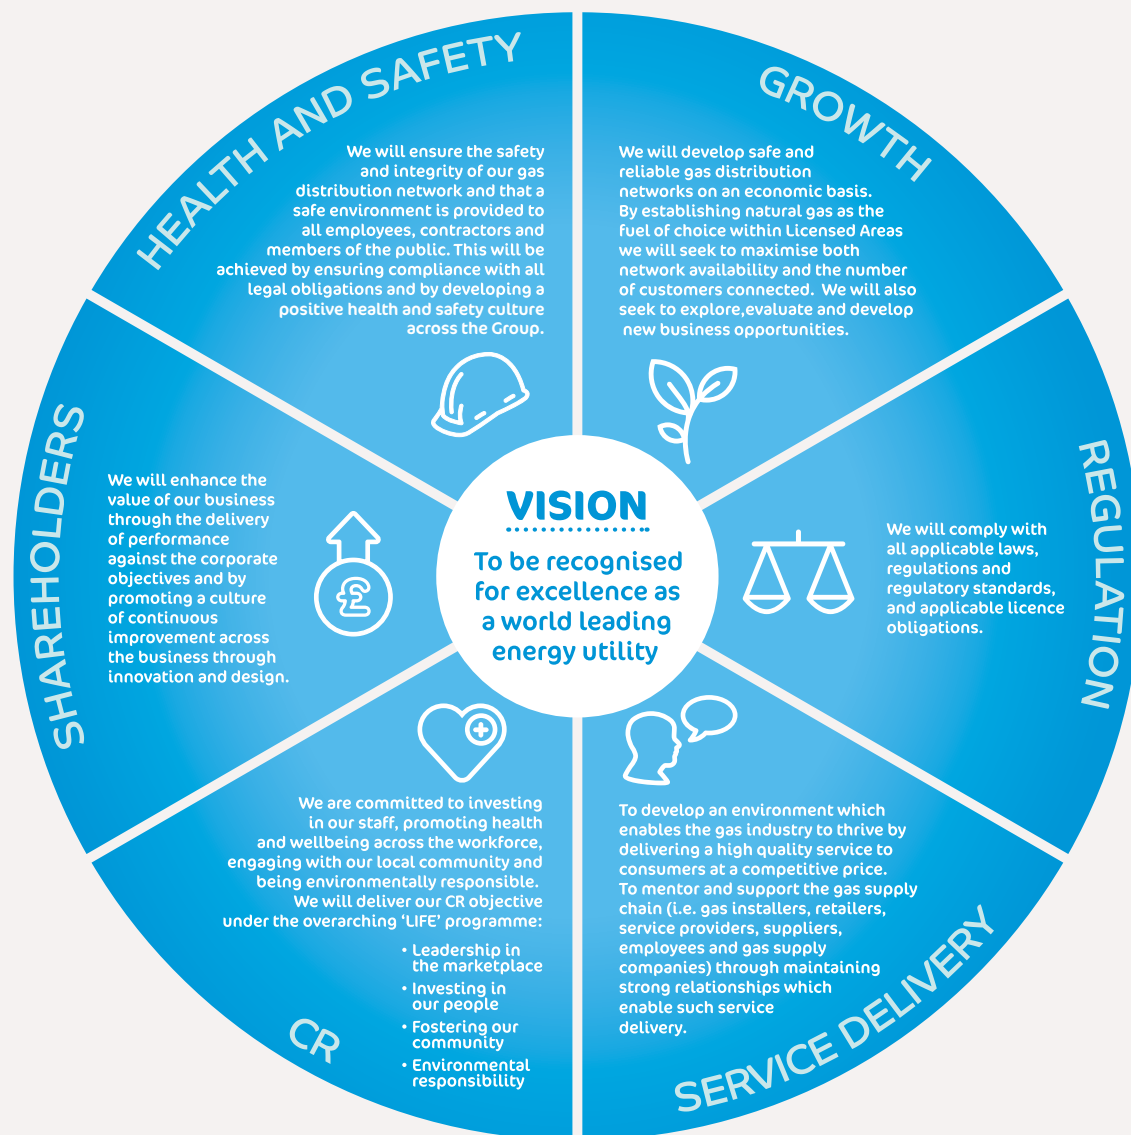 HEALTH AND SAFETY
We will ensure the safety
and integrity of our gas
distribution network and that a
safe environment is provided to
all employees, contractors and
members of the public. This will be
achieved by ensuring compliance with all
legal obligations and by developing a
positive health and safety culture
across the Group.
GROWTH
We will develop safe and
reliable gas distribution
networks on an economic basis.
By establishing natural gas as the
fuel of choice within Licensed Areas
we will seek to maximise both
network availability and the number
of customers connected.  We will also
seek to explore,evaluate and develop
new business opportunities.
SHAREHOLDERS
We will enhance the
value of our business
through the delivery
of performance
against the corporate
objectives and by
promoting a culture
of continuous
improvement across
the business through
innovation and design.
£
VISION
To be recognised
for excellence as
a world leading
energy utility
REGULATION
We will comply with
all applicable laws,
regulations and
regulatory standards,
and applicable licence
obligations.
CR
We are committed to investing
in our staff, promoting health
and wellbeing across the workforce,
engaging with our local community and
being environmentally responsible.
We will deliver our CR objective
under the overarching ‘LIFE’ programme:
• Leadership in
the marketplace
• Investing in
our people
• Fostering our
community
• Environmental
responsibility
SERVICE DELIVERY
To develop an environment which
enables the gas industry to thrive by
delivering a high quality service to
consumers at a competitive price.
To mentor and support the gas supply
chain (i.e. gas installers, retailers,
service providers, suppliers,
employees and gas supply
companies) through maintaining
strong relationships which
enable such service
delivery.